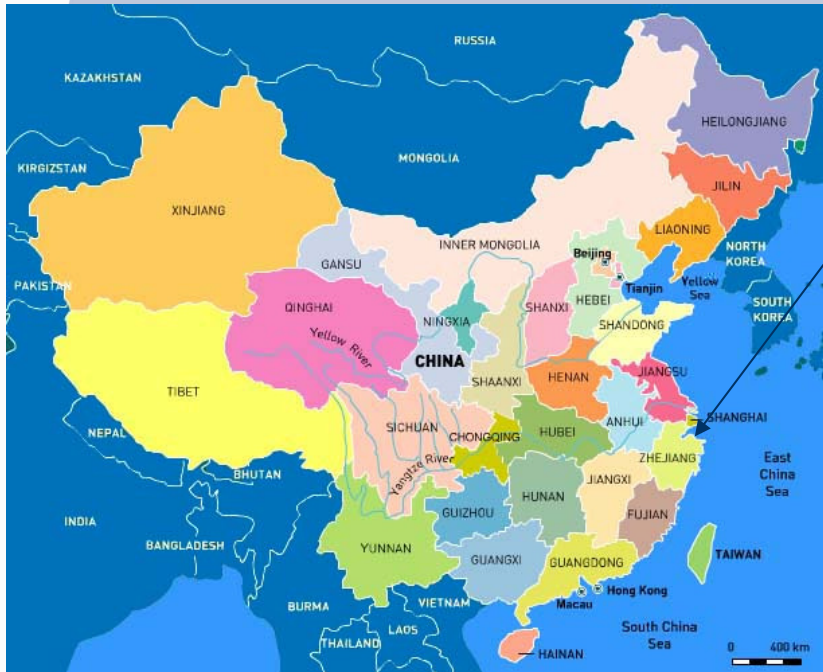 RUSSIA
KAZAKHSTAN
HEILONGJIANG
MONGOLIA
KIRGIZSTAN
JILIN
XINJIANG
LIAONING
INNER MONGOLIA
NORTH
KOREA
Beijing
GANSU
PAKISTAN
Tianjin
Yellow
Sea
HEBEI
SHANXI
QINGHAI
SOUTH
KOREA
NINGXIA
SHANDONG
Yellow River
CHINA
JIANGSU
HENAN
SHAANXI
TIBET
SHANGHAI
ANHUI
SICHUAN
HUBEI
CHONGQING
NEPAL
ZHEJIANG
East
China
Sea
Yangtze River
BHUTAN
JIANGXI
HUNAN
INDIA
GUIZHOU
FUJIAN
BANGLADESH
YUNNAN
TAIWAN
GUANGXI
GUANGDONG
Hong Kong
Macau
BURMA
VIETNAM
South China
Sea
LAOS
THAILAND
HAINAN
0 400 km